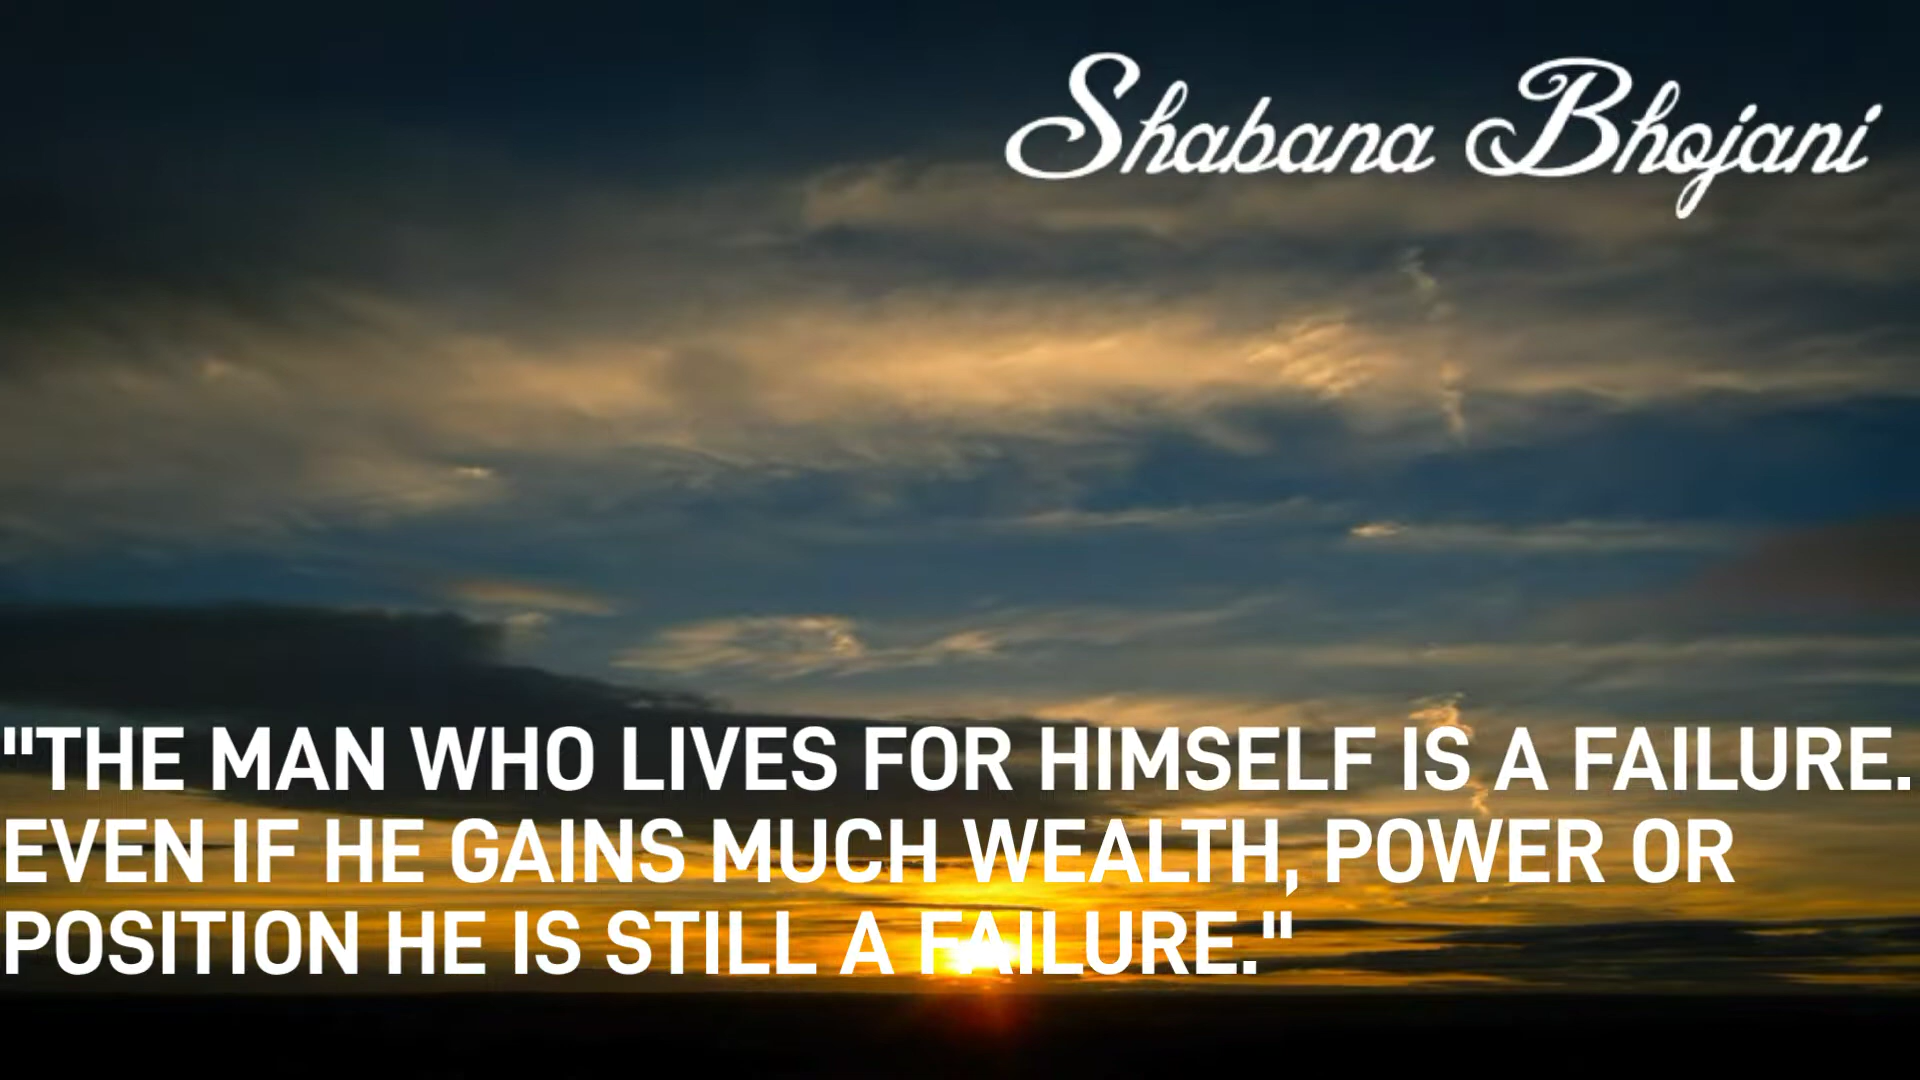 Shabana Bhojani
"THE MAN WHO LIVES FOR HIMSELF IS A FAILURE.
EVEN IF HE GAINS MUCH WEALTH, POWER OR
POSITION HE IS STILL A FAILURE."